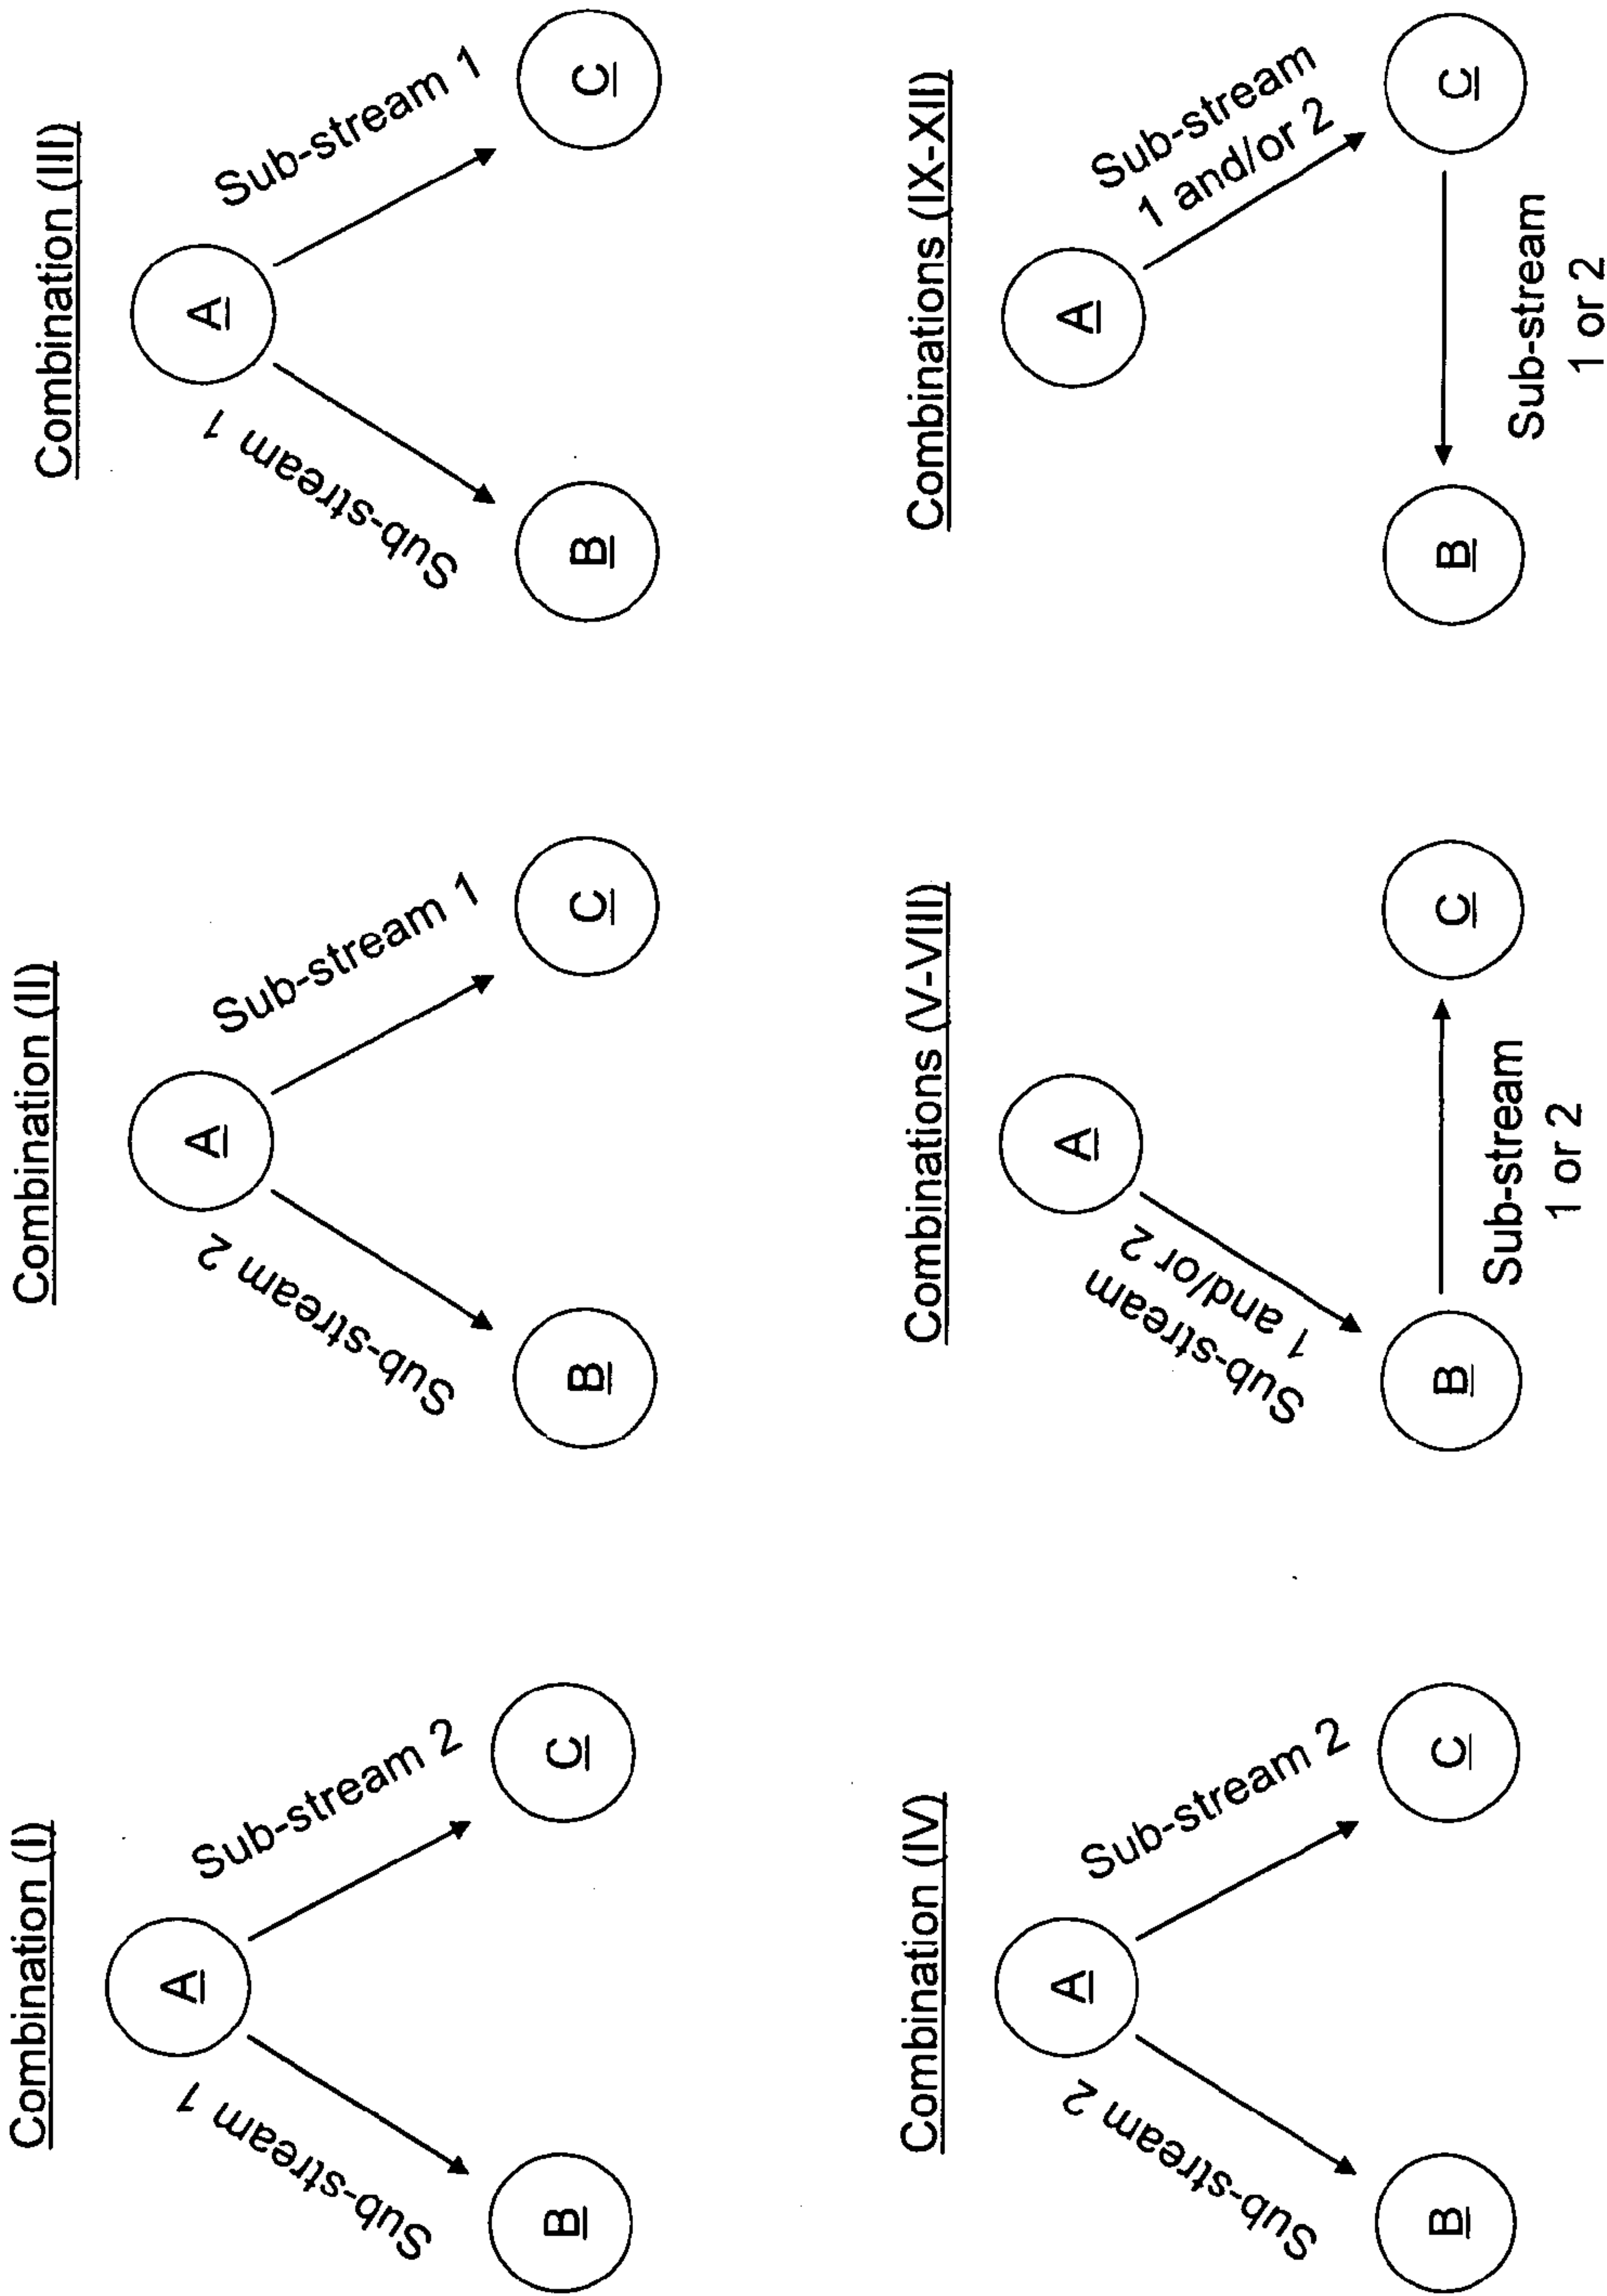 Combination (I)
A
Sub-stream 1
Sub-stream 2
B
C
Combination (II)
A
Sub-stream 2
Sub-stream 1
B
C
Combination (III)
A
Sub-stream 1
Sub-stream 1
B
C
Combination (IV)
A
Sub-stream 2
Sub-stream 2
B
C
Combinations (V-VIII)
A
Sub-stream
1 and/or 2
B
C
Sub-stream
1 or 2
Combinations (IX-XII)
A
Sub-stream
1 and/or 2
B
C
Sub-stream
1 or 2